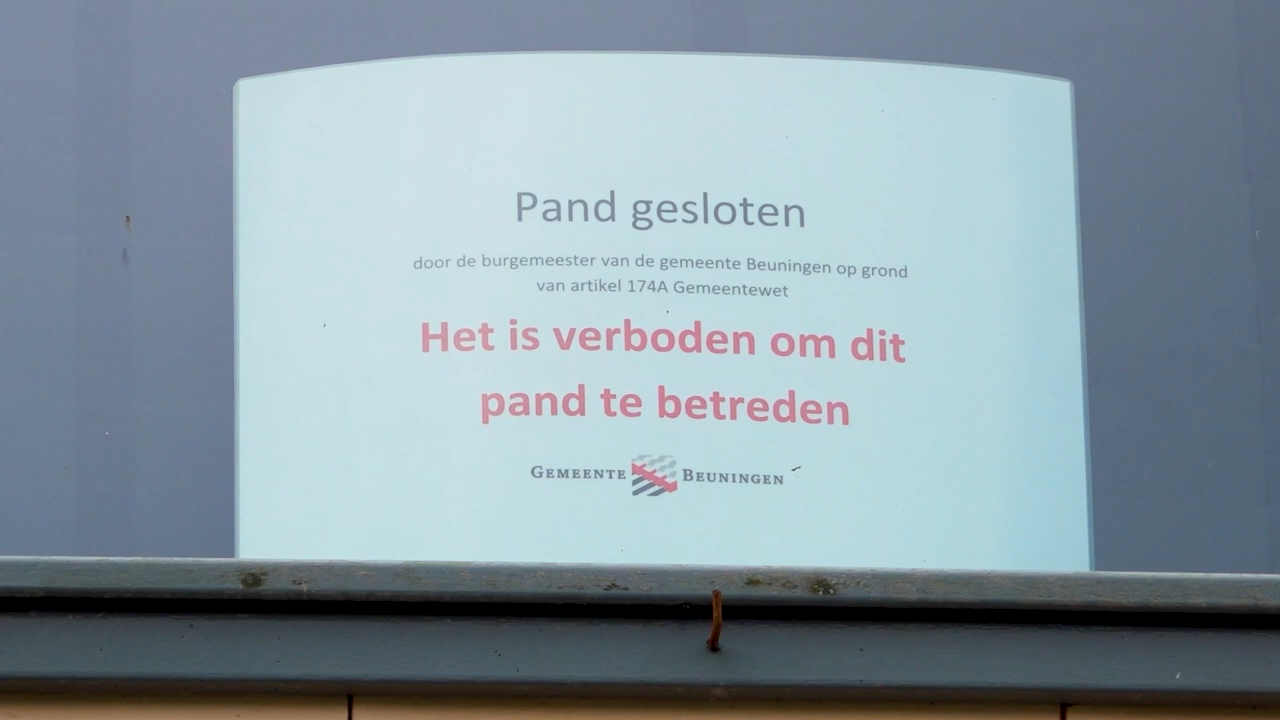 Pand gesloten
door de burgemeester van de gemeente Beuningen op grond
van artikel 174A Gemeentewet
Het is verboden om dit
pand te betreden
GEMEENTE BEUNINGEN